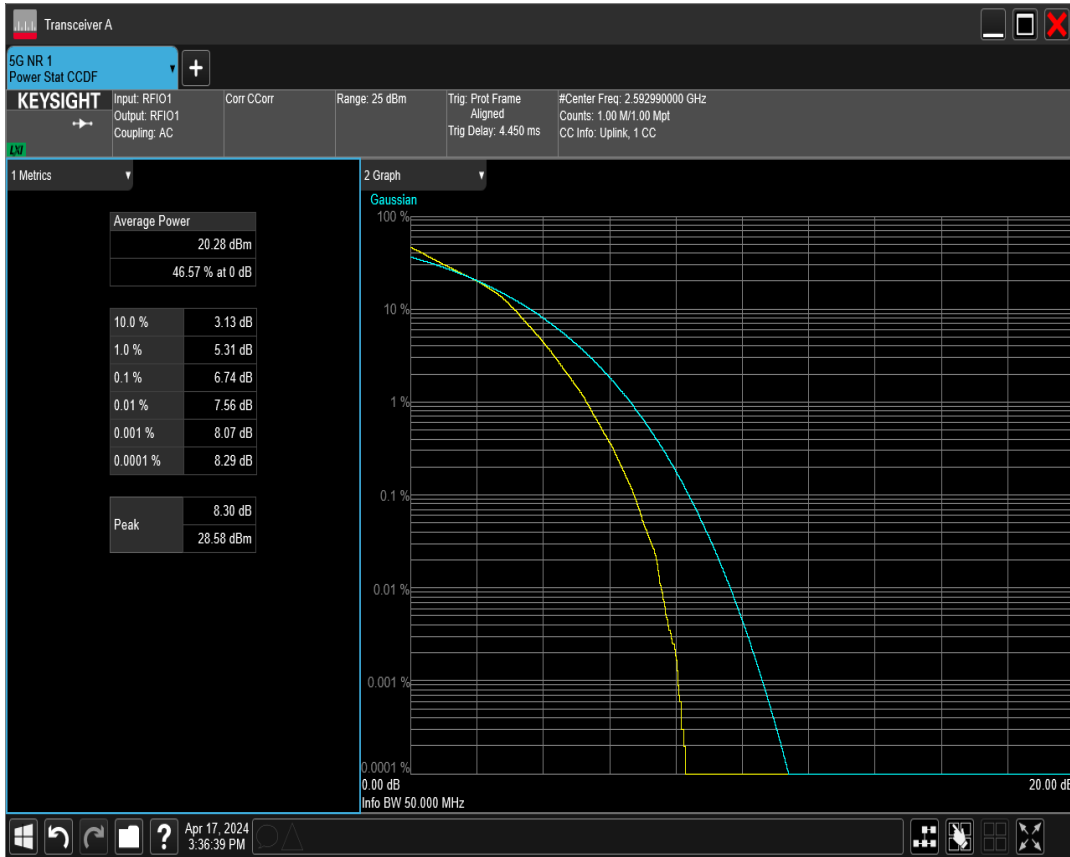 Transceiver A
5G NR 1
Power Stat CCDF
KEYSIGHT
LXI
Input: RFIO1
Output: RFIO1
Coupling: AC
Corr CCorr
Range: 25 dBm
Trig: Prot Frame
Aligned
Trig Delay: 4.450 ms
#Center Freq: 2.592990000 GHz
Counts: 1.00 M/1.00 Mpt
CC Info: Uplink, 1 CC
1 Metrics
Average Power
20.28 dBm
46.57 % at 0 dB
10.0 % 3.13 dB
1.0 % 5.31 dB
0.1 % 6.74 dB
0.01 % 7.56 dB
0.001 % 8.07 dB
0.0001 % 8.29 dB
Peak 8.30 dB
28.58 dBm
2 Graph
Gaussian
100 %
10 %
1 %
0.1 %
0.01 %
0.001 %
0.0001 %
0.00 dB 20.00 dB
Info BW 50.000 MHz
?
Apr 17, 2024
3:36:39 PM